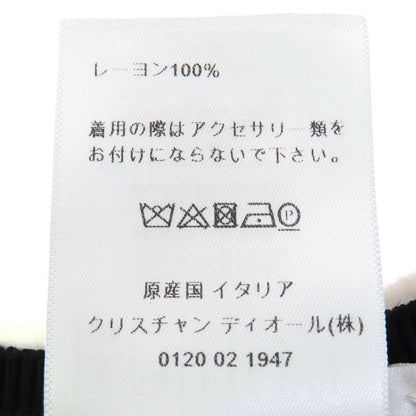 レーヨン100%
着用の際はアクセサリー類を
お付けにならないで下さい。
P
原産国 イタリア
クリスチャン ディオール(株)
0120 02 1947